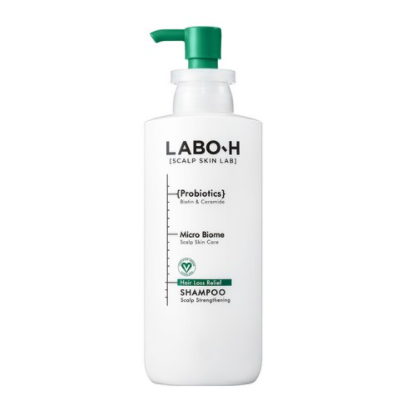 LABO-H
[SCALP SKIN LAB]
{Probiotics}
Biotin & Ceramide
Micro Biome
Scalp Skin Care
Hair Loss Relief
SHAMPOO
Scalp Strengthening